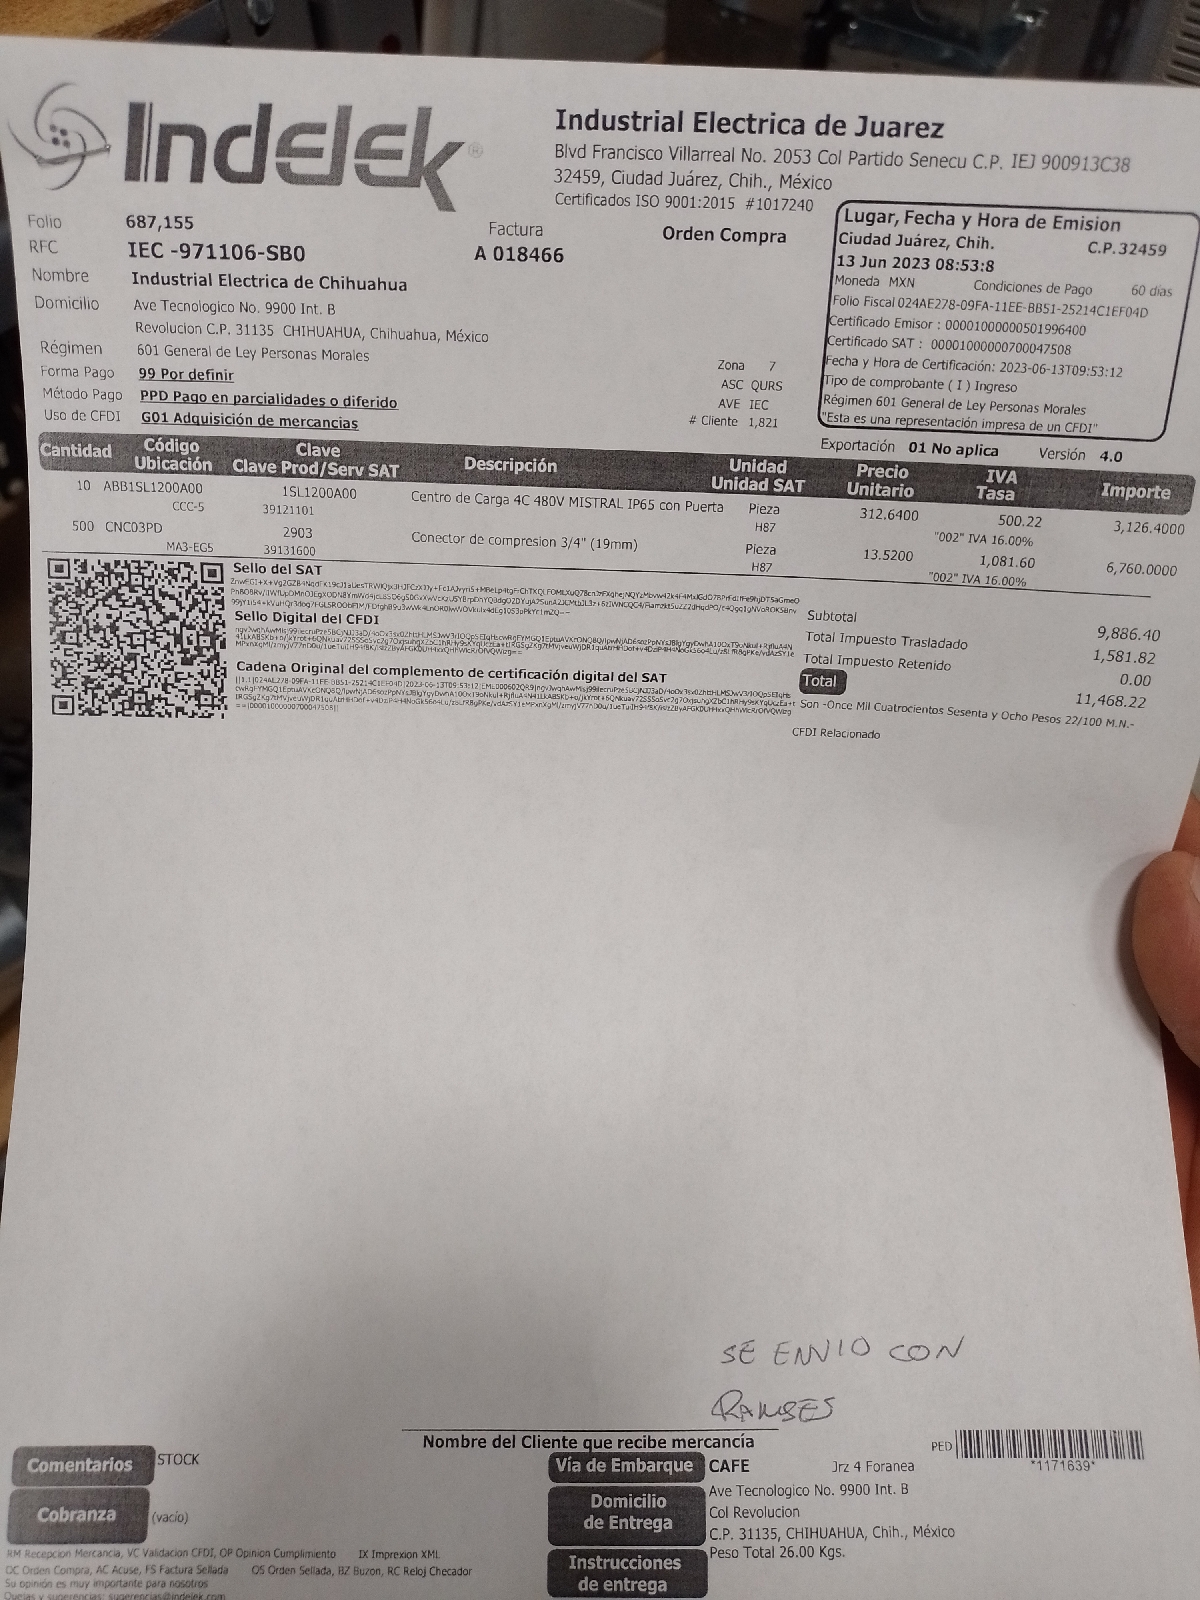 Indelek®
Industrial Electrica de Juarez
Blvd Francisco Villarreal No. 2053 Col Partido Senecu C.P. IEJ 900913C38
32459, Ciudad Juárez, Chih., México
Certificados ISO 9001:2015 #1017240
Folio 687,155
Factura
Orden Compra
RFC IEC -971106-SB0
A 018466
Nombre Industrial Electrica de Chihuahua
Domicilio Ave Tecnologico No. 9900 Int. B
Revolucion C.P. 31135 CHIHUAHUA, Chihuahua, México
Régimen 601 General de Ley Personas Morales
Forma Pago 99 Por definir
Método Pago PPD Pago en parcialidades o diferido
Uso de CFDI G01 Adquisición de mercancias
Zona 7
ASC QURS
AVE IEC
# Cliente 1,821
Lugar, Fecha y Hora de Emision
Ciudad Juárez, Chih. C.P.32459
13 Jun 2023 08:53:8
Moneda MXN Condiciones de Pago 60 días
Folio Fiscal 024AE278-09FA-11EE-BB51-25214C1EF04D
Certificado Emisor : 00001000000501996400
Certificado SAT : 00001000000700047508
Fecha y Hora de Certificación: 2023-06-13T09:53:12
Tipo de comprobante ( I ) Ingreso
Régimen 601 General de Ley Personas Morales
"Esta es una representación impresa de un CFDI"
Exportación 01 No aplica Versión 4.0
Cantidad Código Ubicación Clave Clave Prod/Serv SAT Descripción Unidad Unidad SAT Precio Unitario IVA Tasa Importe
10 ABB1SL1200A00 1SL1200A00 Centro de Carga 4C 480V MISTRAL IP65 con Puerta Pieza 312.6400 500.22 3,126.4000
CCC-5 39121101 H87 "002" IVA 16.00%
500 CNC03PD 2903 Conector de compresion 3/4" (19mm) Pieza 13.5200 1,081.60 6,760.0000
MA3-EG5 39131600 H87 "002" IVA 16.00%
Sello del SAT
Sello Digital del CFDI
Cadena Original del complemento de certificación digital del SAT
Subtotal 9,886.40
Total Impuesto Trasladado 1,581.82
Total Impuesto Retenido 0.00
Total 11,468.22
Son -Once Mil Cuatrocientos Sesenta y Ocho Pesos 22/100 M.N.-
CFDI Relacionado
SE ENVIO CON
RAMSES
Nombre del Cliente que recibe mercancía
PED *1171639*
Comentarios STOCK
Cobranza (vacio)
Vía de Embarque CAFE Jrz 4 Foranea
Domicilio de Entrega
Ave Tecnologico No. 9900 Int. B
Col Revolucion
C.P. 31135, CHIHUAHUA, Chih., México
Peso Total 26.00 Kgs.
Instrucciones de entrega
RM Recepcion Mercancia, VC Validacion CFDI, OP Opinion Cumplimiento IX Imprexion XML
OC Orden Compra, AC Acuse, FS Factura Sellada OS Orden Sellada, BZ Buzon, RC Reloj Checador
Su opinión es muy importante para nosotros
Quejas y sugerencias: sugerencias@indelek.com